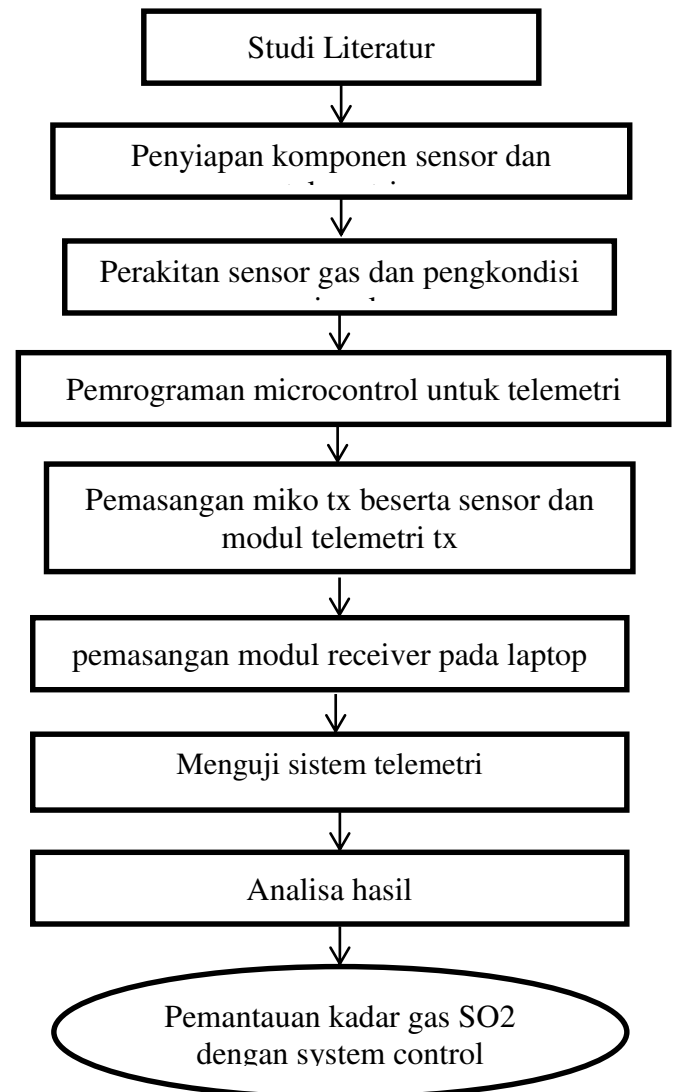 Studi Literatur
Penyiapan komponen sensor dan
Perakitan sensor gas dan pengkondisi
Pemrograman microcontrol untuk telemetri
Pemasangan miko tx beserta sensor dan
modul telemetri tx
pemasangan modul receiver pada laptop
Menguji sistem telemetri
Analisa hasil
Pemantauan kadar gas SO2
dengan system control